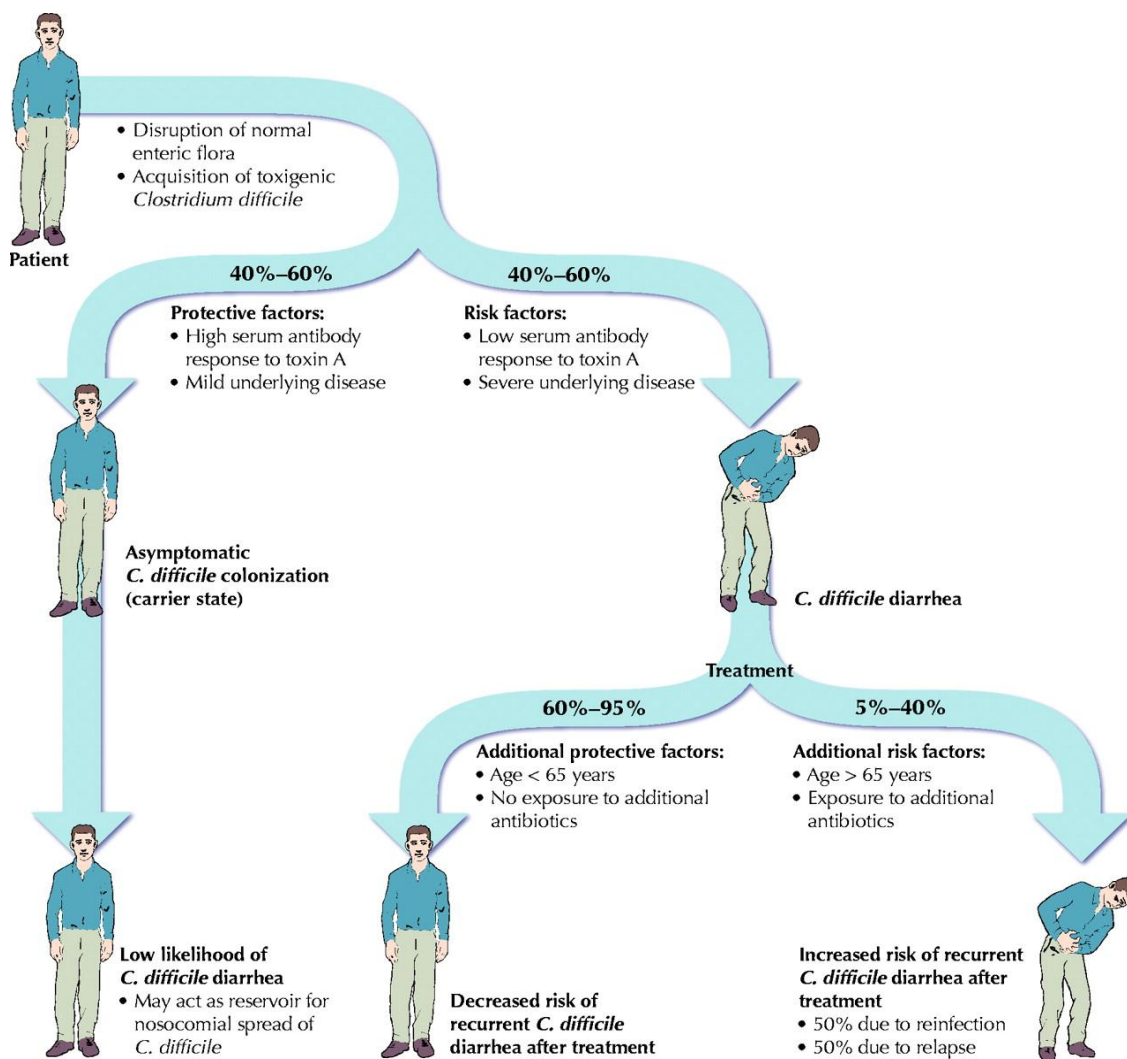 • Disruption of normal
enteric flora
• Acquisition of toxigenic
Clostridium difficile
Patient
40%–60%
Protective factors:
• High serum antibody
response to toxin A
• Mild underlying disease
40%–60%
Risk factors:
• Low serum antibody
response to toxin A
• Severe underlying disease
Asymptomatic
C. difficile colonization
(carrier state)
C. difficile diarrhea
Treatment
60%–95%
Additional protective factors:
• Age < 65 years
• No exposure to additional
antibiotics
5%–40%
Additional risk factors:
• Age > 65 years
• Exposure to additional
antibiotics
Low likelihood of
C. difficile diarrhea
• May act as reservoir for
nosocomial spread of
C. difficile
Decreased risk of
recurrent C. difficile
diarrhea after treatment
Increased risk of recurrent
C. difficile diarrhea after
treatment
• 50% due to reinfection
• 50% due to relapse